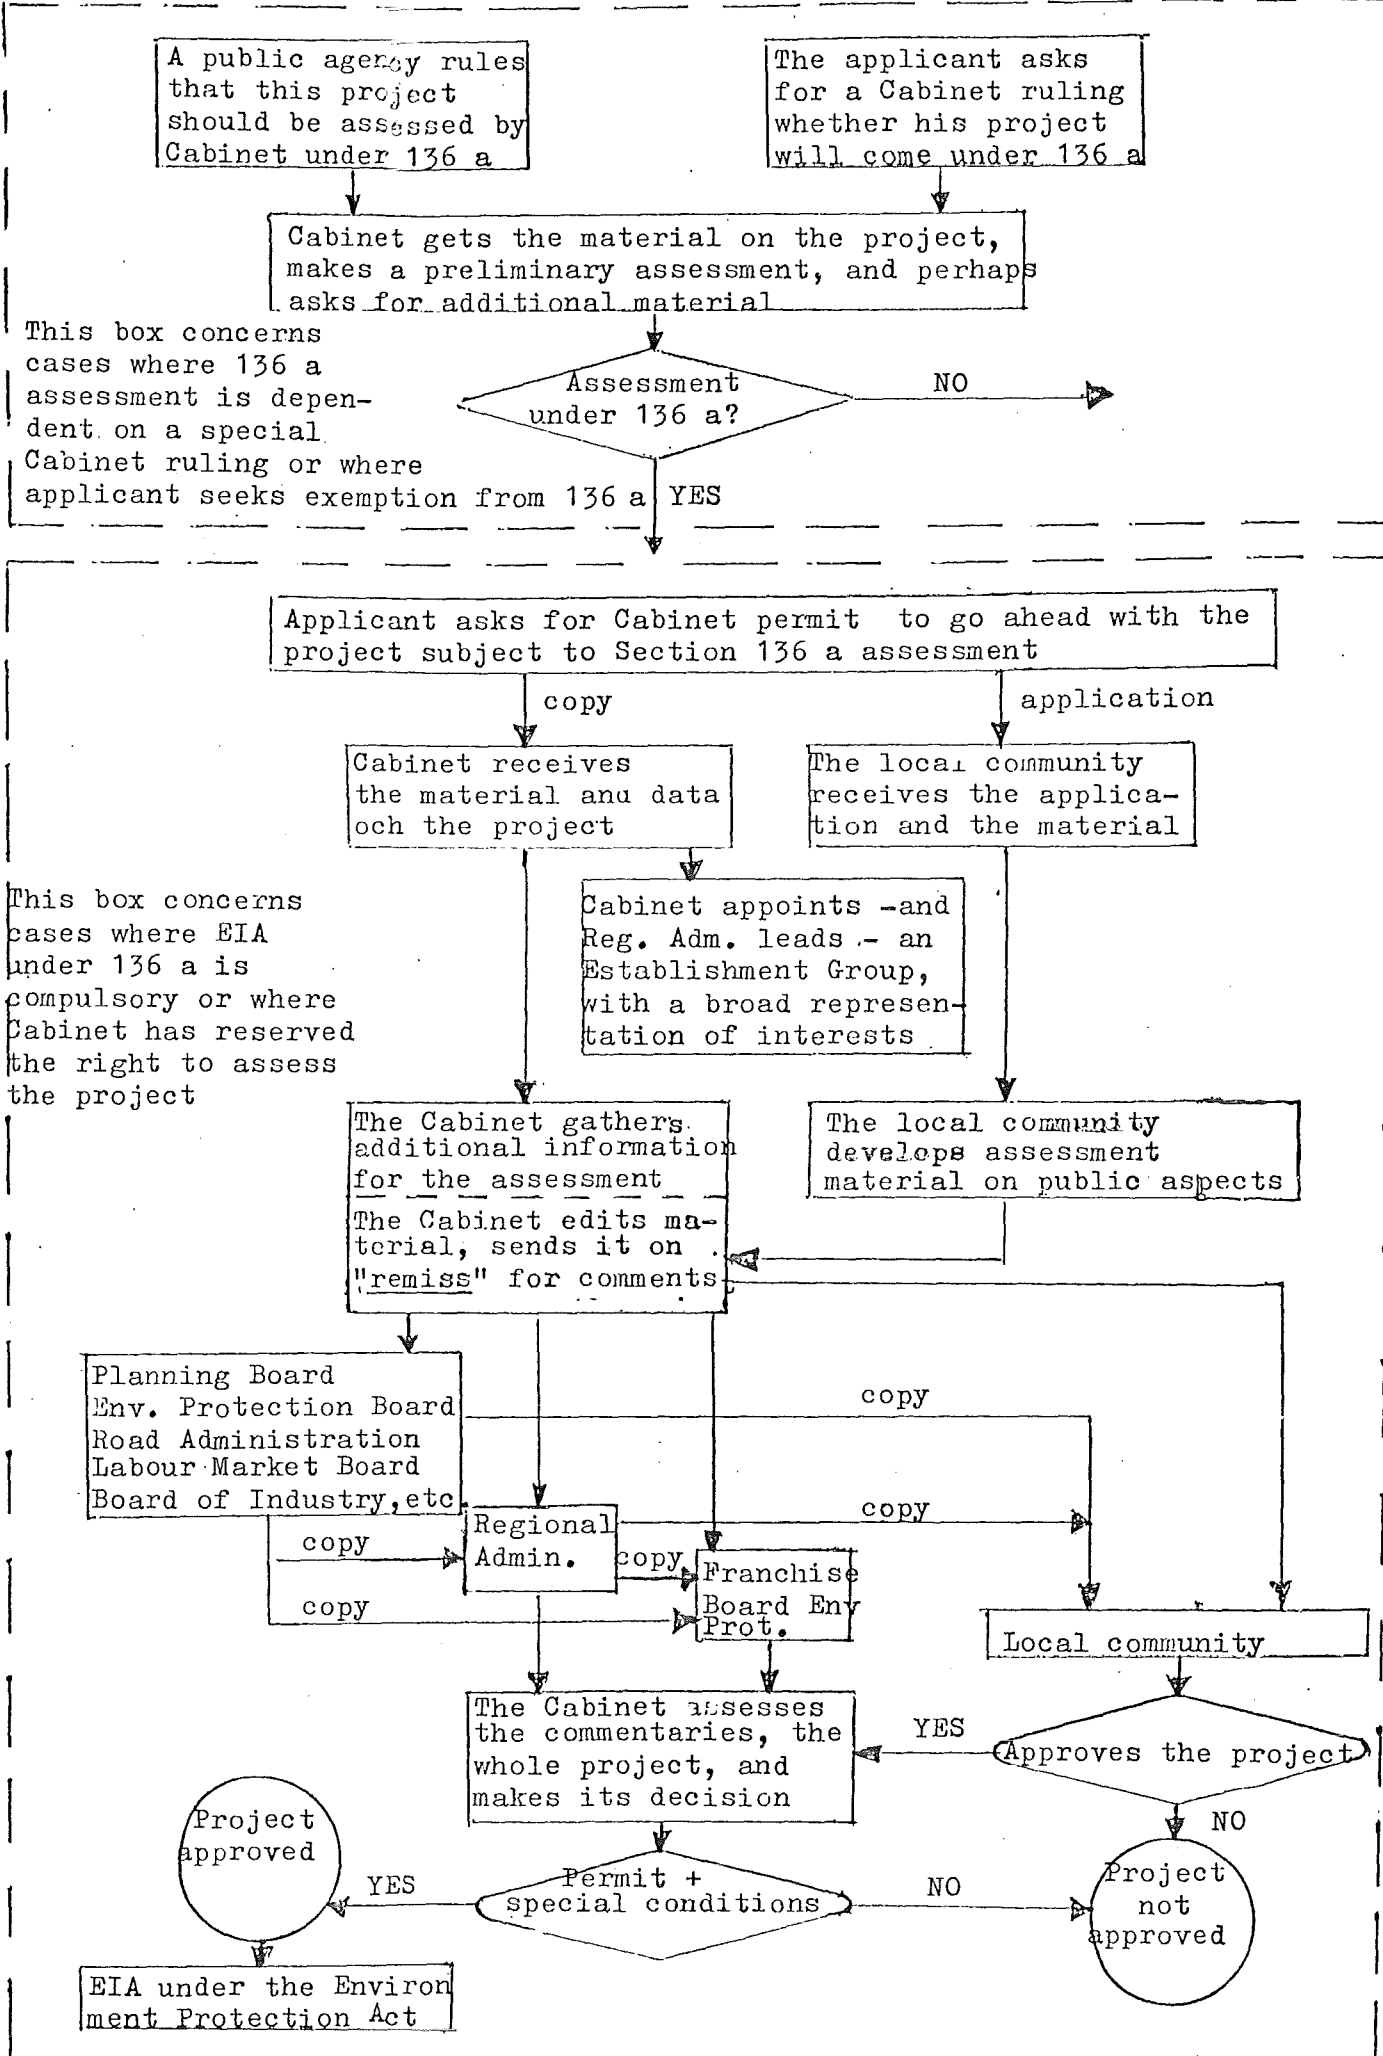 A public agency rules
that this project
should be assessed by
Cabinet under 136 a
The applicant asks
for a Cabinet ruling
whether his project
will come under 136 a
Cabinet gets the material on the project,
makes a preliminary assessment, and perhaps
asks for additional material
This box concerns
cases where 136 a
assessment is depen-
dent on a special
Cabinet ruling or where
applicant seeks exemption from 136 a
Assessment
under 136 a?
NO
YES
Applicant asks for Cabinet permit to go ahead with the
project subject to Section 136 a assessment
copy
application
Cabinet receives
the material and data
och the project
The local community
receives the applica-
tion and the material
Cabinet appoints -and
Reg. Adm. leads - an
Establishment Group,
with a broad represen-
tation of interests
This box concerns
cases where EIA
under 136 a is
compulsory or where
Cabinet has reserved
the right to assess
the project
The Cabinet gathers
additional information
for the assessment
The Cabinet edits ma-
terial, sends it on
"remiss" for comments
The local community
develops assessment
material on public aspects
Planning Board
Env. Protection Board
Road Administration
Labour Market Board
Board of Industry,etc.
copy
copy
Regional
Admin.
copy
copy
copy
Franchise
Board Env
Prot.
Local community
The Cabinet assesses
the commentaries, the
whole project, and
makes its decision
YES
Approves the project
NO
Project
approved
YES
Permit +
special conditions
NO
Project
not
approved
EIA under the Environ
ment Protection Act